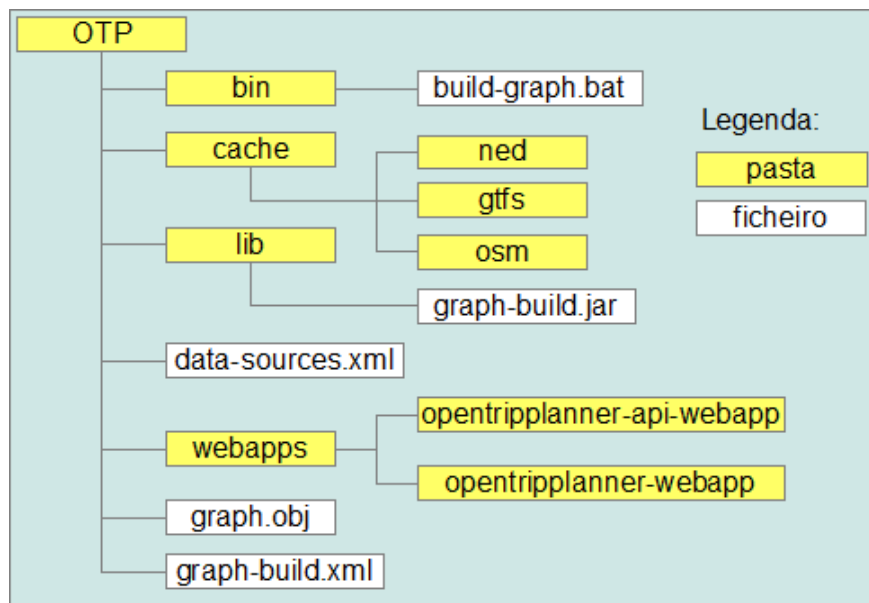 OTP
bin
build-graph.bat
cache
ned
gtfs
osm
Legenda:
pasta
ficheiro
lib
graph-build.jar
data-sources.xml
webapps
opentripplanner-api-webapp
opentripplanner-webapp
graph.obj
graph-build.xml